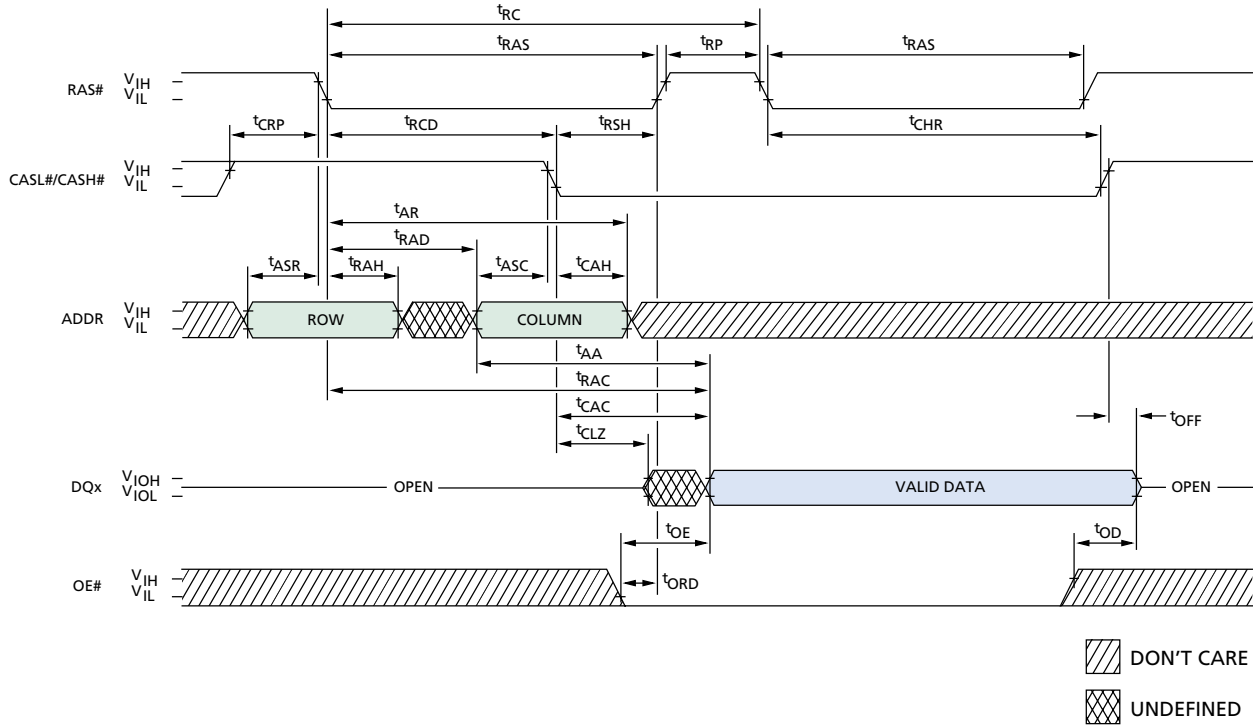 tRC
tRAS tRP tRAS
RAS# VIH
VIL
tCRP tRCD tRSH tCHR
CASL#/CASH# VIH
VIL
tAR
tRAD
tASR tRAH tASC tCAH
ADDR VIH
VIL
ROW COLUMN
tAA
tRAC
tCAC
tOFF
tCLZ
DQx VIOH
VIOL
OPEN VALID DATA OPEN
tOE tOD
tORD
OE# VIH
VIL
DON'T CARE
UNDEFINED